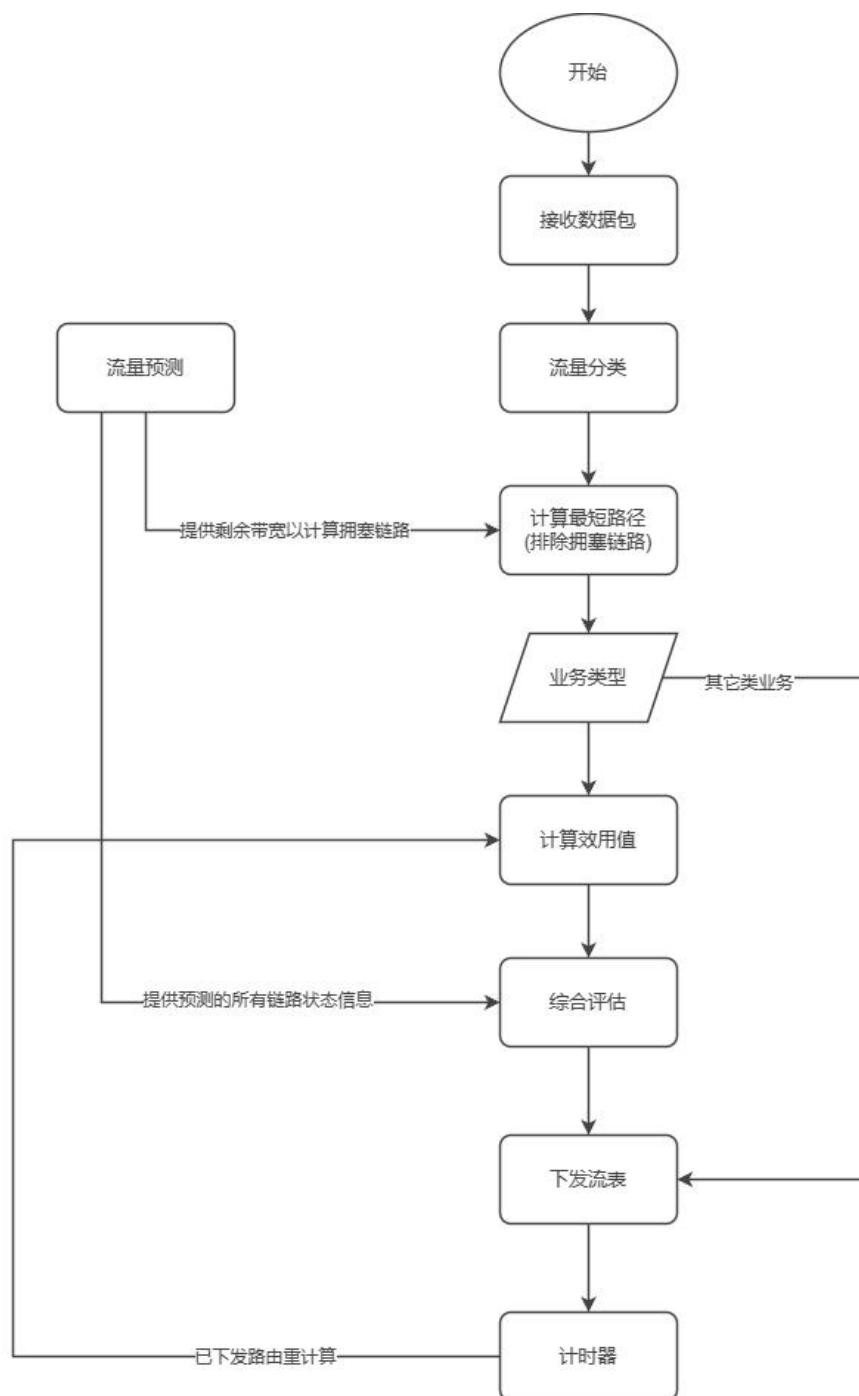 开始
接收数据包
流量预测
流量分类
提供剩余带宽以计算拥塞链路
计算最短路径
(排除拥塞链路)
业务类型
其它类业务
计算效用值
提供预测的所有链路状态信息
综合评估
下发流表
已下发路由重计算
计时器